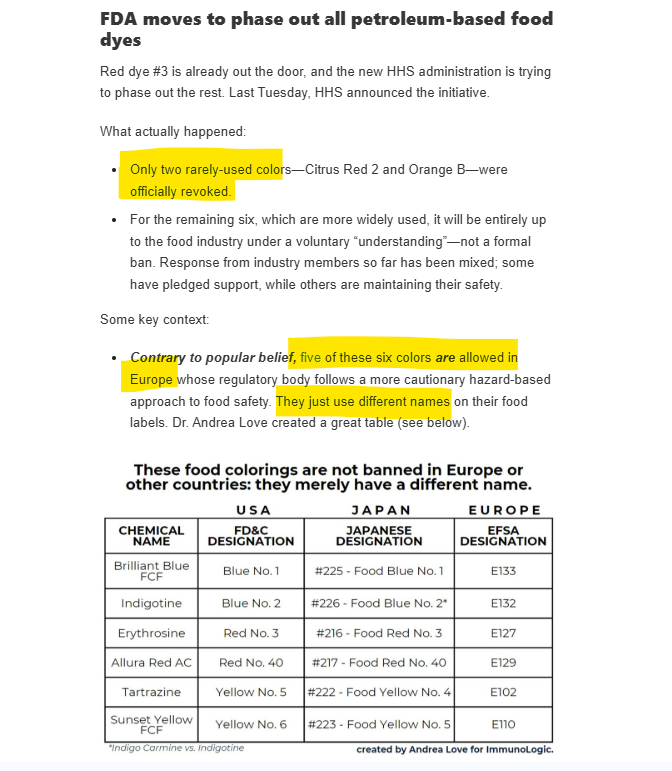 FDA moves to phase out all petroleum-based food
dyes
Red dye #3 is already out the door, and the new HHS administration is trying
to phase out the rest. Last Tuesday, HHS announced the initiative.
What actually happened:
• Only two rarely-used colors—Citrus Red 2 and Orange B—were
officially revoked.
• For the remaining six, which are more widely used, it will be entirely up
to the food industry under a voluntary “understanding”—not a formal
ban. Response from industry members so far has been mixed; some
have pledged support, while others are maintaining their safety.
Some key context:
• Contrary to popular belief, five of these six colors are allowed in
Europe whose regulatory body follows a more cautionary hazard-based
approach to food safety. They just use different names on their food
labels. Dr. Andrea Love created a great table (see below).
These food colorings are not banned in Europe or
other countries: they merely have a different name.
USA JAPAN EUROPE
CHEMICAL NAME FD&C DESIGNATION JAPANESE DESIGNATION EFSA DESIGNATION
Brilliant Blue FCF Blue No. 1 #225 - Food Blue No. 1 E133
Indigotine Blue No. 2 #226 - Food Blue No. 2* E132
Erythrosine Red No. 3 #216 - Food Red No. 3 E127
Allura Red AC Red No. 40 #217 - Food Red No. 40 E129
Tartrazine Yellow No. 5 #222 - Food Yellow No. 4 E102
Sunset Yellow FCF Yellow No. 6 #223 - Food Yellow No. 5 E110
*Indigo Carmine vs. Indigotine created by Andrea Love for ImmunoLogic.